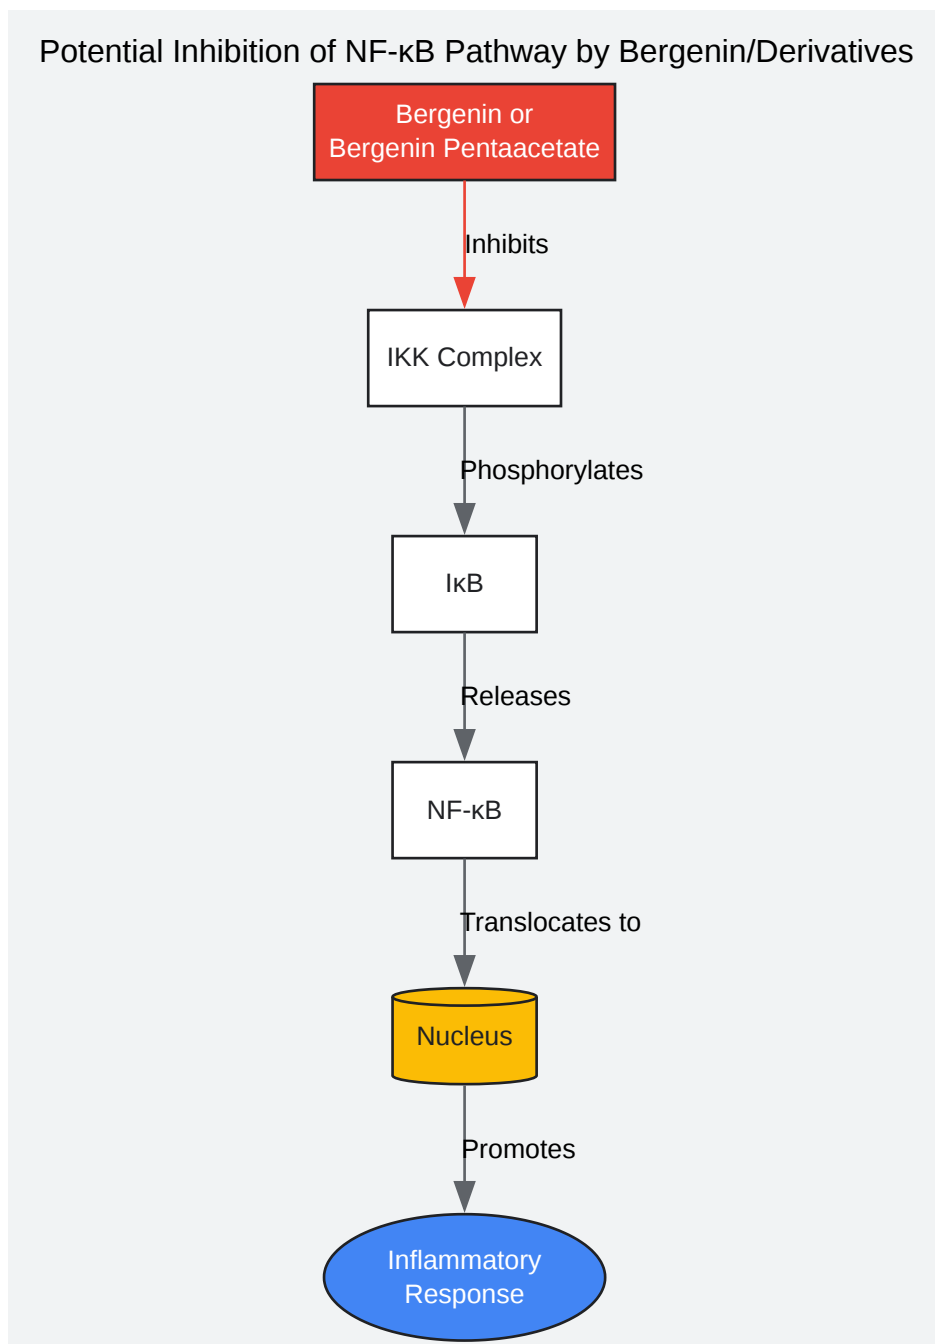 Potential Inhibition of NF-κB Pathway by Bergenin/Derivatives
Bergenin or
Bergenin Pentaacetate
Inhibits
IKK Complex
Phosphorylates
IκB
Releases
NF-κB
Translocates to
Nucleus
Promotes
Inflammatory
Response